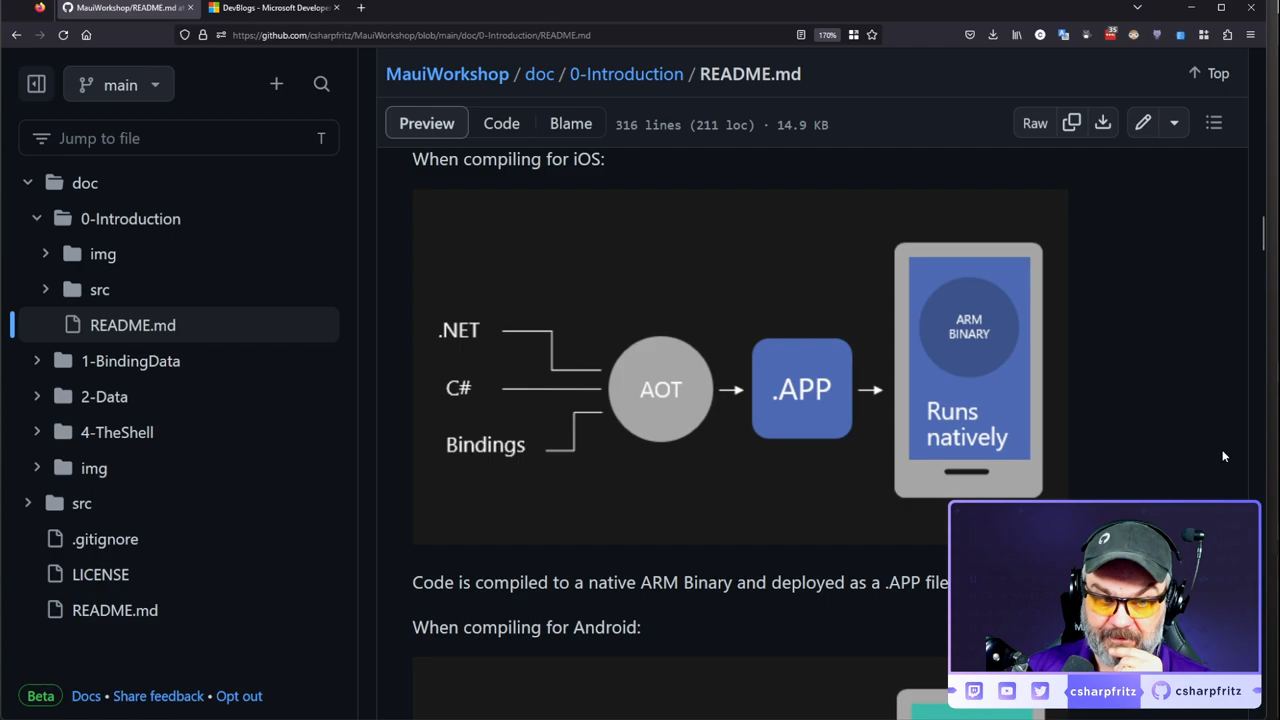 MauiWorkshop/README.md at
DevBlogs - Microsoft Develope
https://github.com/csharpfritz/MauiWorkshop/blob/main/doc/0-Introduction/README.md
170%
35
main
MauiWorkshop / doc / 0-Introduction / README.md
Top
Jump to file
T
Preview
Code
Blame
316 lines (211 loc) · 14.9 KB
Raw
doc
0-Introduction
img
src
README.md
1-BindingData
2-Data
4-TheShell
img
src
.gitignore
LICENSE
README.md
Beta
Docs
Share feedback
Opt out
When compiling for iOS:
.NET
C#
Bindings
AOT
.APP
ARM
BINARY
Runs
natively
Code is compiled to a native ARM Binary and deployed as a .APP file
When compiling for Android:
csharpfritz
csharpfritz